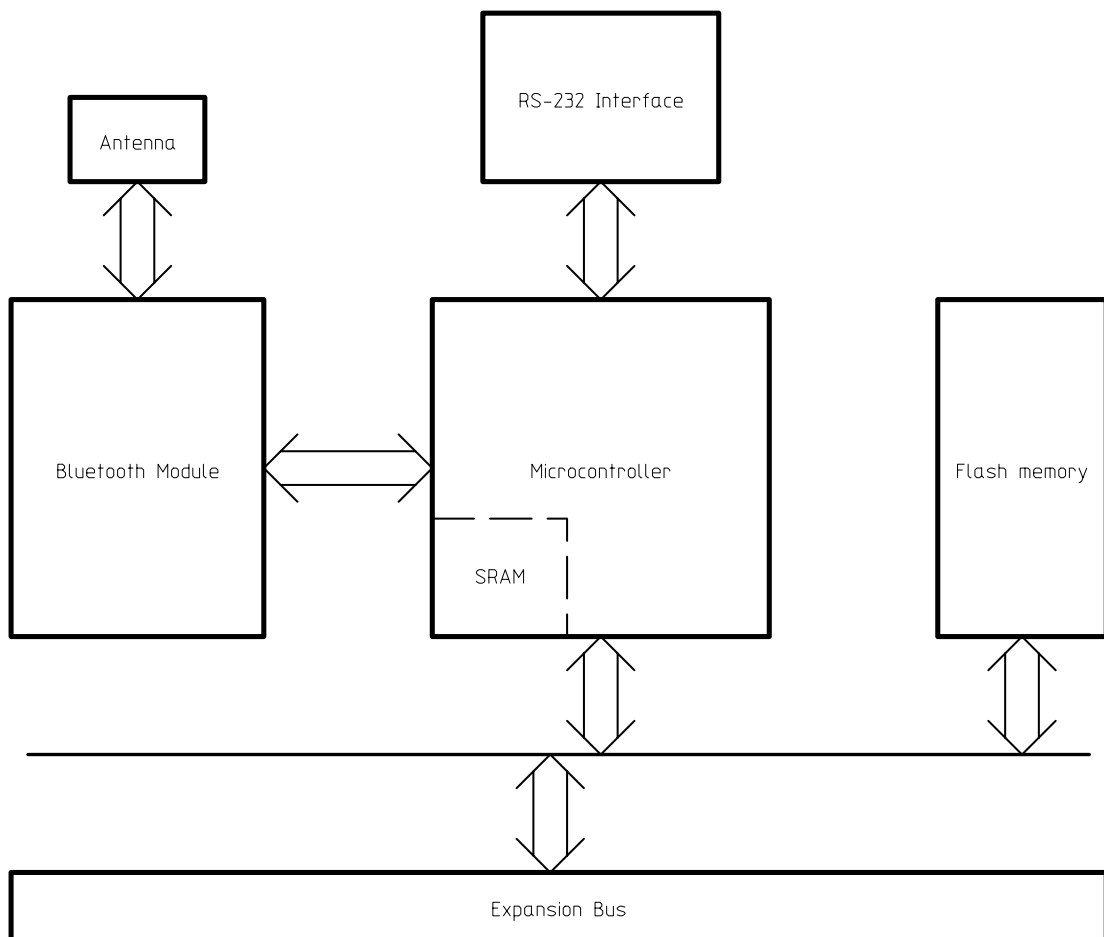 RS-232 Interface
Antenna
Bluetooth Module
Microcontroller
Flash memory
SRAM
Expansion Bus